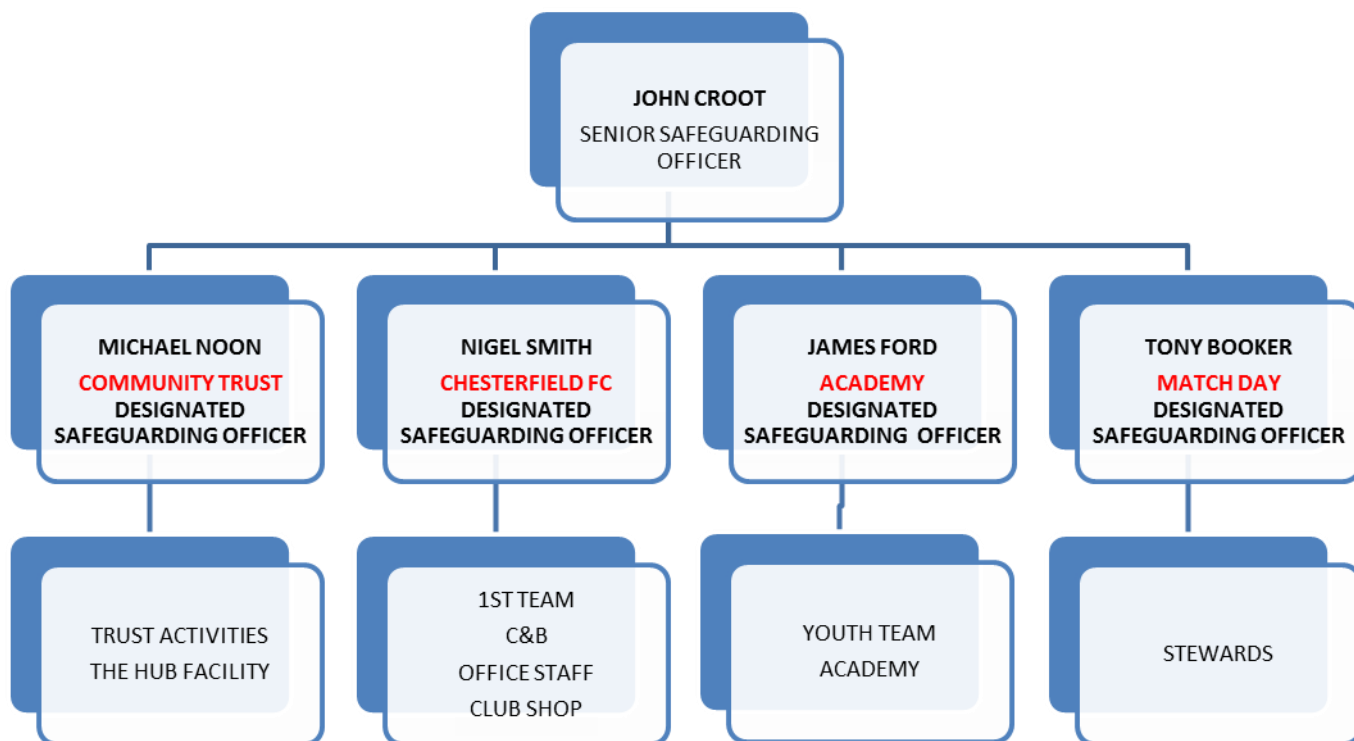 JOHN CROOT
SENIOR SAFEGUARDING
OFFICER
MICHAEL NOON
COMMUNITY TRUST
DESIGNATED
SAFEGUARDING OFFICER
NIGEL SMITH
CHESTERFIELD FC
DESIGNATED
SAFEGUARDING OFFICER
JAMES FORD
ACADEMY
DESIGNATED
SAFEGUARDING OFFICER
TONY BOOKER
MATCH DAY
DESIGNATED
SAFEGUARDING OFFICER
TRUST ACTIVITIES
THE HUB FACILITY
1ST TEAM
C&B
OFFICE STAFF
CLUB SHOP
YOUTH TEAM
ACADEMY
STEWARDS